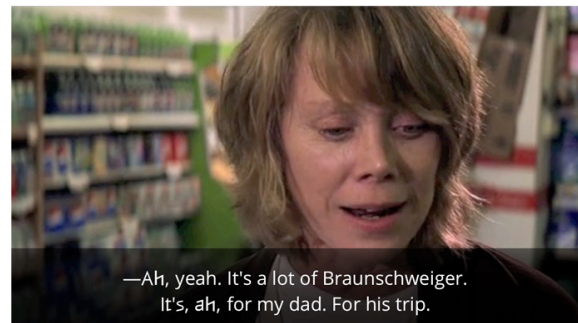 —Ah, yeah. It's a lot of Braunschweiger.
It's, ah, for my dad. For his trip.